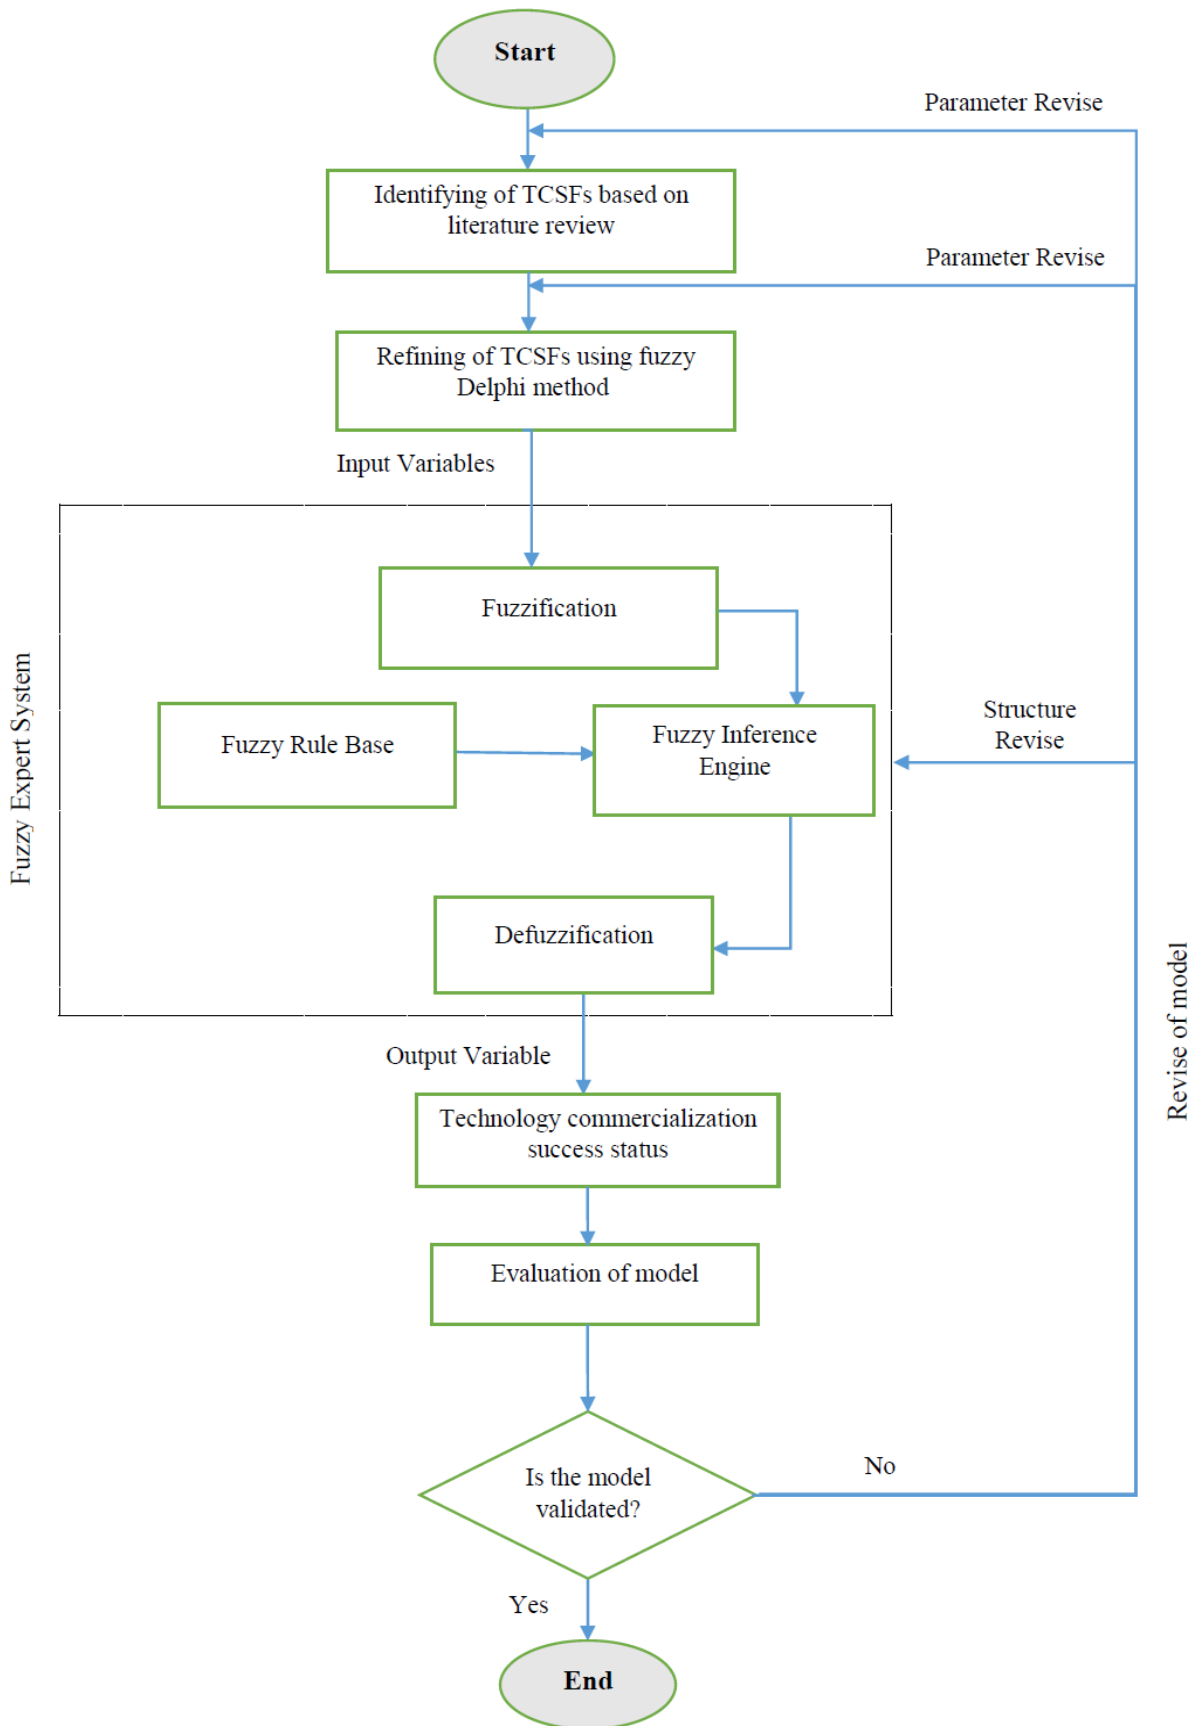 Start
Parameter Revise
Identifying of TCSFs based on
literature review
Parameter Revise
Refining of TCSFs using fuzzy
Delphi method
Input Variables
Fuzzy Expert System
Fuzzification
Fuzzy Rule Base
Fuzzy Inference
Engine
Structure
Revise
Defuzzification
Revise of model
Output Variable
Technology commercialization
success status
Evaluation of model
Is the model
validated?
No
Yes
End